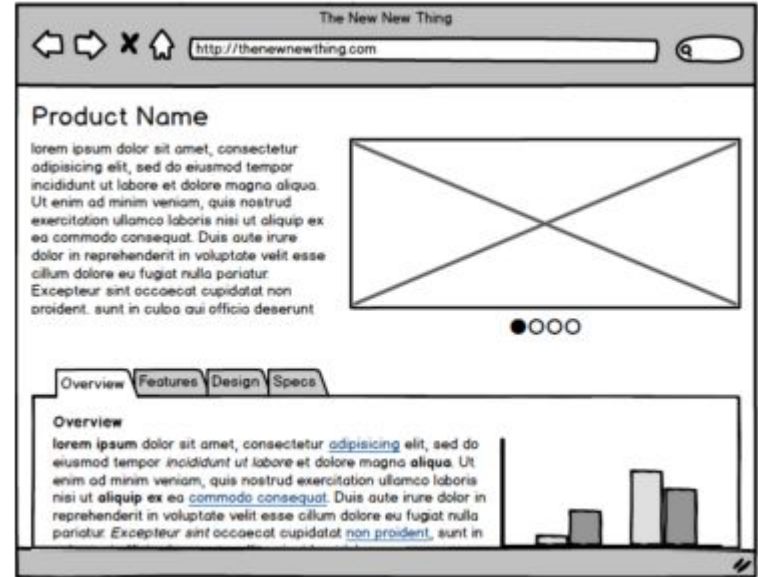 The New New Thing
http://thenewnewthing.com
Product Name
lorem ipsum dolor sit amet, consectetur
adipisicing elit, sed do eiusmod tempor
incididunt ut labore et dolore magna aliqua.
Ut enim ad minim veniam, quis nostrud
exercitation ullamco laboris nisi ut aliquip ex
ea commodo consequat. Duis aute irure
dolor in reprehenderit in voluptate velit esse
cillum dolore eu fugiat nulla pariatur.
Excepteur sint occaecat cupidatat non
proident, sunt in culpa qui officia deserunt
Overview Features Design Specs
Overview
lorem ipsum dolor sit amet, consectetur adipisicing elit, sed do
eiusmod tempor incididunt ut labore et dolore magna aliqua. Ut
enim ad minim veniam, quis nostrud exercitation ullamco laboris
nisi ut aliquip ex ea commodo consequat. Duis aute irure dolor in
reprehenderit in voluptate velit esse cillum dolore eu fugiat nulla
pariatur. Excepteur sint occaecat cupidatat non proident, sunt in